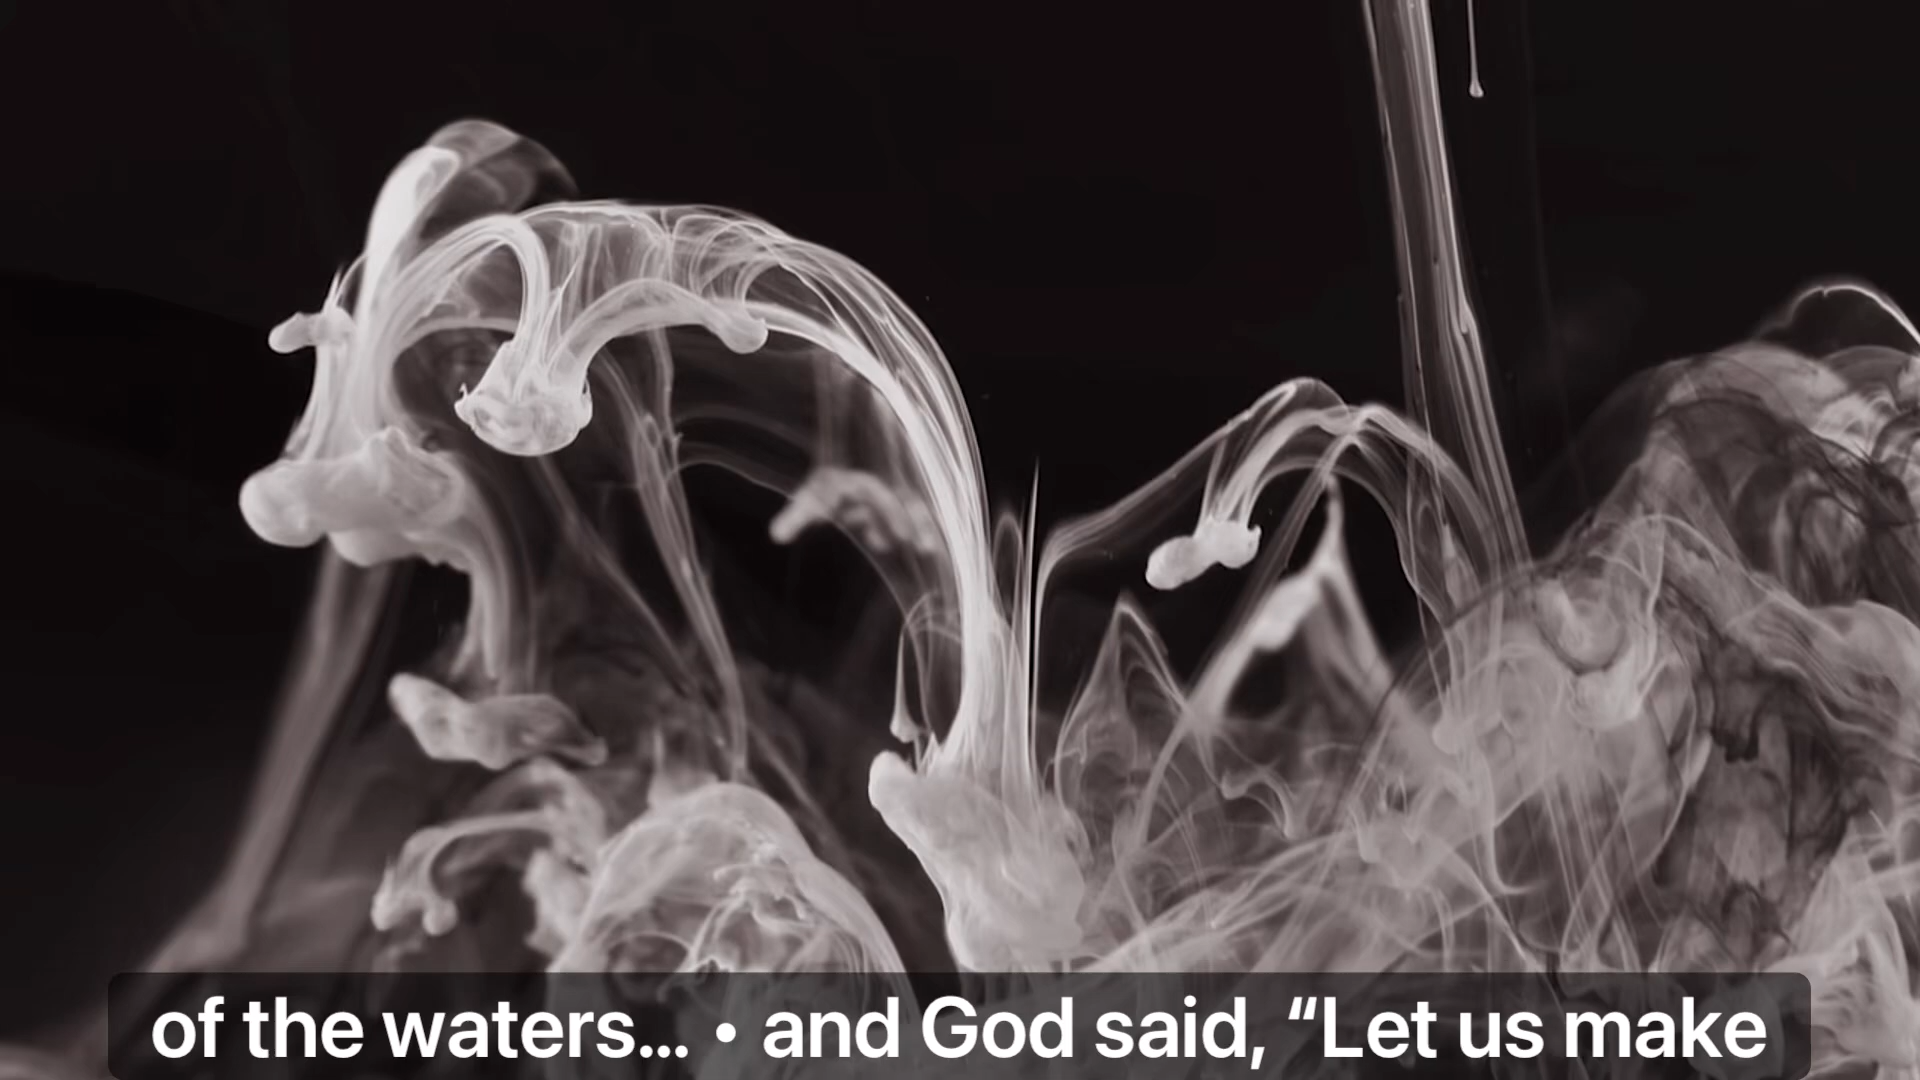 of the waters... • and God said, “Let us make